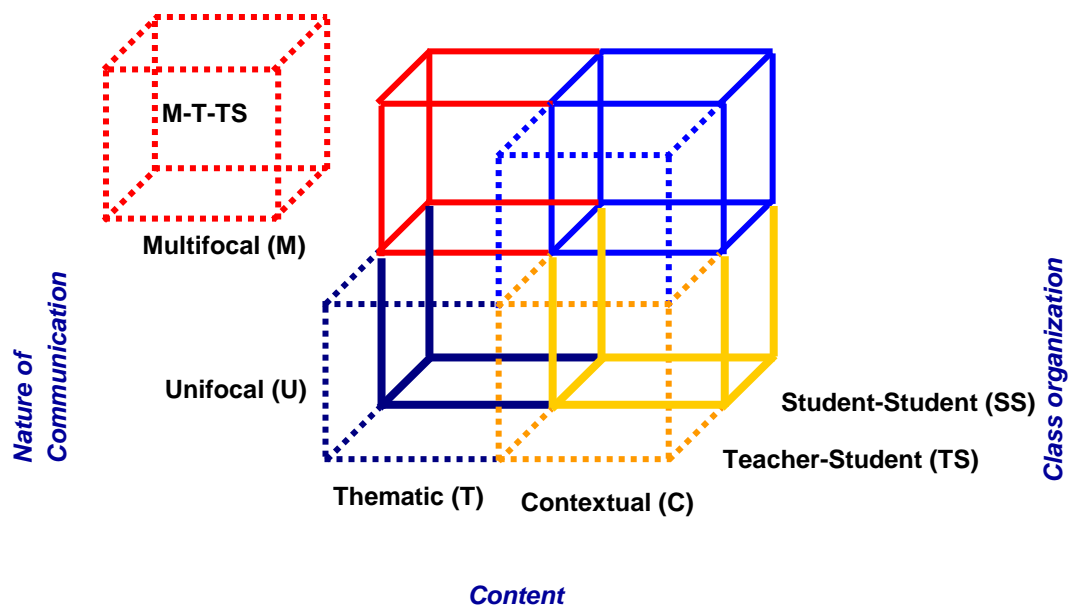 M-T-TS
Multifocal (M)
Nature of
Communication
Unifocal (U)
Class organization
Student-Student (SS)
Teacher-Student (TS)
Thematic (T)
Contextual (C)
Content